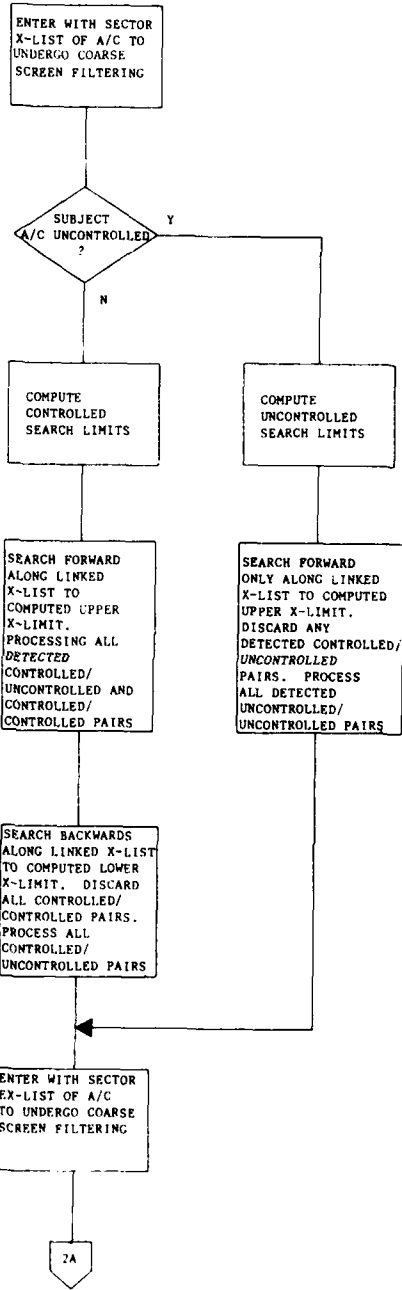 ENTER WITH SECTOR
X-LIST OF A/C TO
UNDERGO COARSE
SCREEN FILTERING
SUBJECT
A/C UNCONTROLLED
?
Y
N
COMPUTE
CONTROLLED
SEARCH LIMITS
COMPUTE
UNCONTROLLED
SEARCH LIMITS
SEARCH FORWARD
ALONG LINKED
X-LIST TO
COMPUTED UPPER
X-LIMIT.
PROCESSING ALL
DETECTED
CONTROLLED/
UNCONTROLLED AND
CONTROLLED/
CONTROLLED PAIRS
SEARCH FORWARD
ONLY ALONG LINKED
X-LIST TO COMPUTED
UPPER X-LIMIT.
DISCARD ANY
DETECTED CONTROLLED/
UNCONTROLLED
PAIRS. PROCESS
ALL DETECTED
UNCONTROLLED/
UNCONTROLLED PAIRS
SEARCH BACKWARDS
ALONG LINKED X-LIST
TO COMPUTED LOWER
X-LIMIT. DISCARD
ALL CONTROLLED/
CONTROLLED PAIRS.
PROCESS ALL
CONTROLLED/
UNCONTROLLED PAIRS
ENTER WITH SECTOR
EX-LIST OF A/C
TO UNDERGO COARSE
SCREEN FILTERING
2A